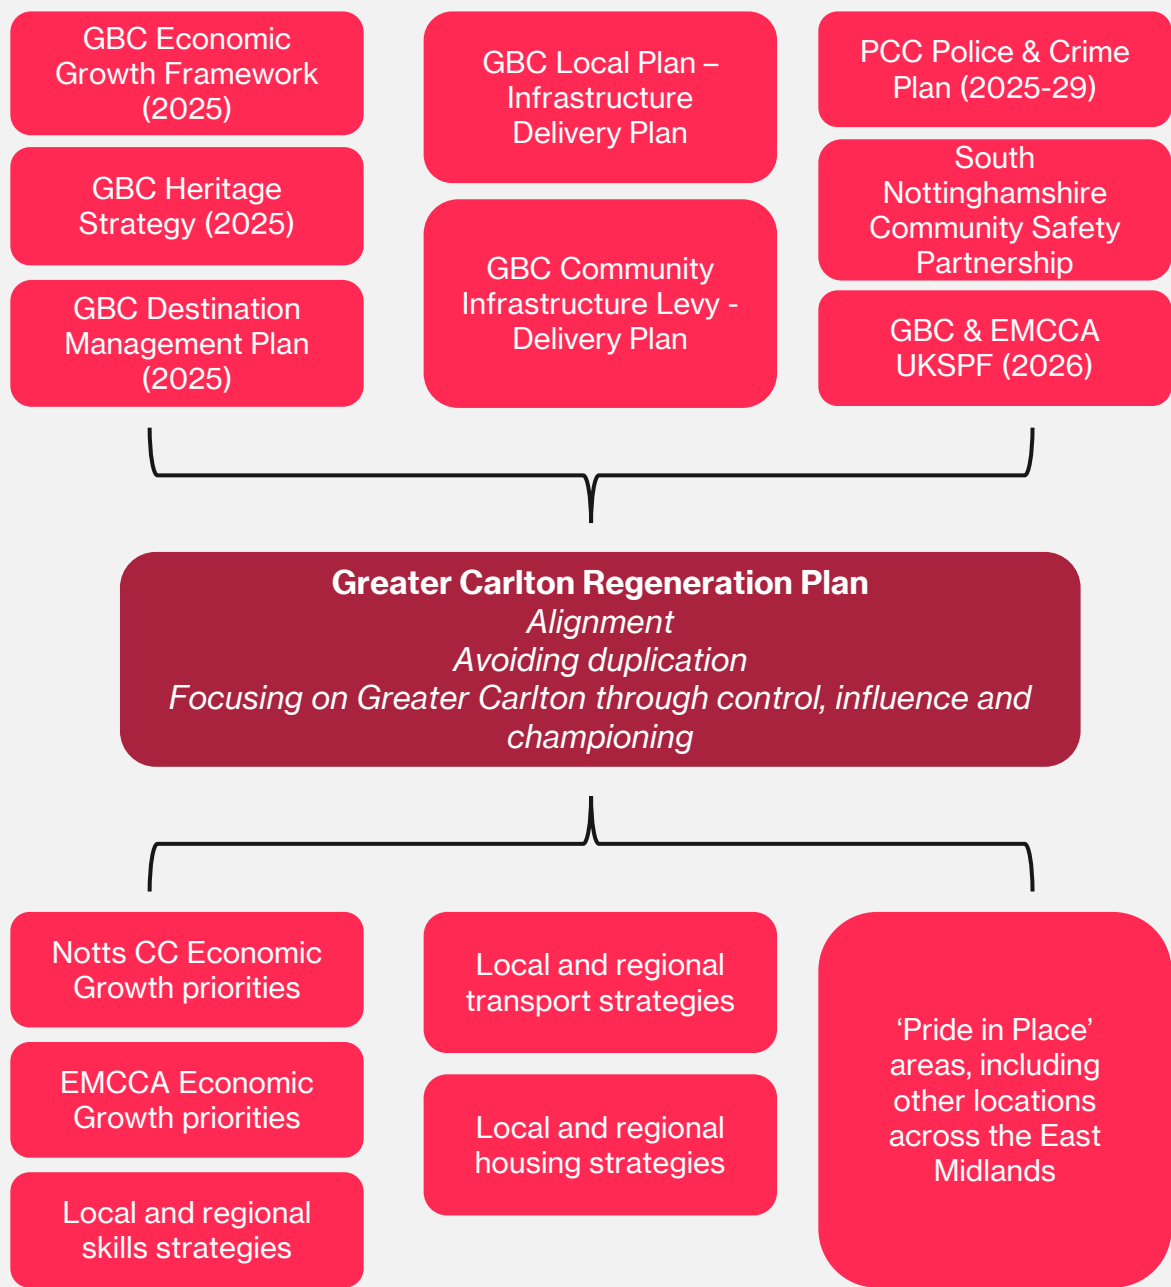 GBC Economic
Growth Framework
(2025)
GBC Heritage
Strategy (2025)
GBC Destination
Management Plan
(2025)
GBC Local Plan –
Infrastructure
Delivery Plan
GBC Community
Infrastructure Levy -
Delivery Plan
PCC Police & Crime
Plan (2025-29)
South
Nottinghamshire
Community Safety
Partnership
GBC & EMCCA
UKSPF (2026)
Greater Carlton Regeneration Plan
Alignment
Avoiding duplication
Focusing on Greater Carlton through control, influence and
championing
Notts CC Economic
Growth priorities
EMCCA Economic
Growth priorities
Local and regional
skills strategies
Local and regional
transport strategies
Local and regional
housing strategies
‘Pride in Place’
areas, including
other locations
across the East
Midlands